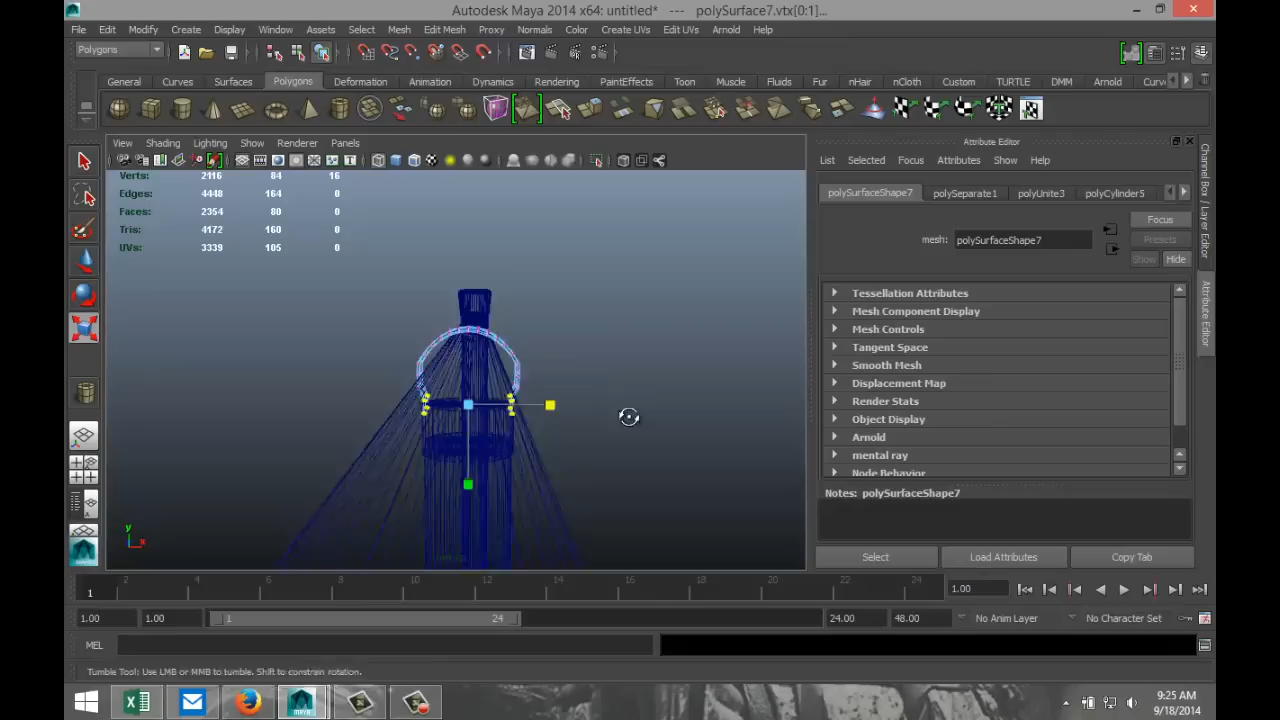 Autodesk Maya 2014 x64: untitled* --- polySurface7.vtx[0:1]...
File Edit Modify Create Display Window Assets Select Mesh Edit Mesh Proxy Normals Color Create UVs Edit UVs Arnold Help
Polygons
General Curves Surfaces Polygons Deformation Animation Dynamics Rendering PaintEffects Toon Muscle Fluids Fur nHair nCloth Custom TURTLE DMM Arnold Curv
View Shading Lighting Show Renderer Panels
Attribute Editor
List Selected Focus Attributes Show Help
Verts: 2116 84 16
Edges: 4448 164 0
Faces: 2354 80 0
Tris: 4172 160 0
UVs: 3339 105 0
polySurfaceShape7 polySeparate1 polyUnite3 polyCylinder5
mesh: polySurfaceShape7
Focus
Presets
Show Hide
Tessellation Attributes
Mesh Component Display
Mesh Controls
Tangent Space
Smooth Mesh
Displacement Map
Render Stats
Object Display
Arnold
mental ray
Node Behavior
Notes: polySurfaceShape7
Select Load Attributes Copy Tab
Channel Box / Layer Editor
Attribute Editor
y
x
2 4 6 8 10 12 14 16 18 20 22 24
1
1.00
1.00 1.00 1 24 24.00 48.00 No Anim Layer No Character Set
MEL
Tumble Tool: Use LMB or MMB to tumble. Shift to constrain rotation.
9:25 AM
9/18/2014